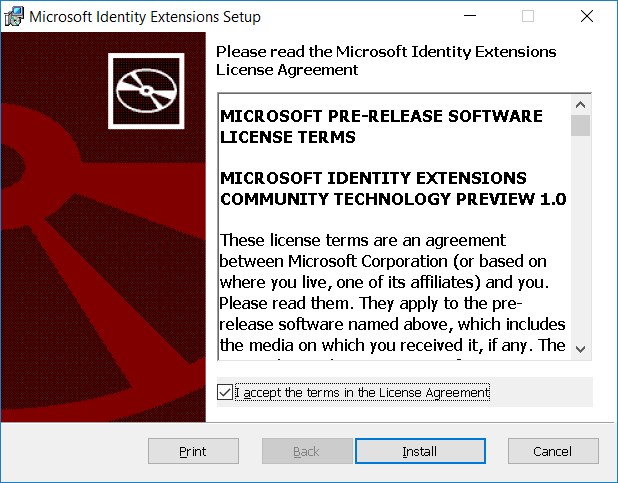 Microsoft Identity Extensions Setup
Please read the Microsoft Identity Extensions
License Agreement
MICROSOFT PRE-RELEASE SOFTWARE
LICENSE TERMS
MICROSOFT IDENTITY EXTENSIONS
COMMUNITY TECHNOLOGY PREVIEW 1.0
These license terms are an agreement
between Microsoft Corporation (or based on
where you live, one of its affiliates) and you.
Please read them. They apply to the pre-
release software named above, which includes
the media on which you received it, if any. The
I accept the terms in the License Agreement
Print
Back
Install
Cancel